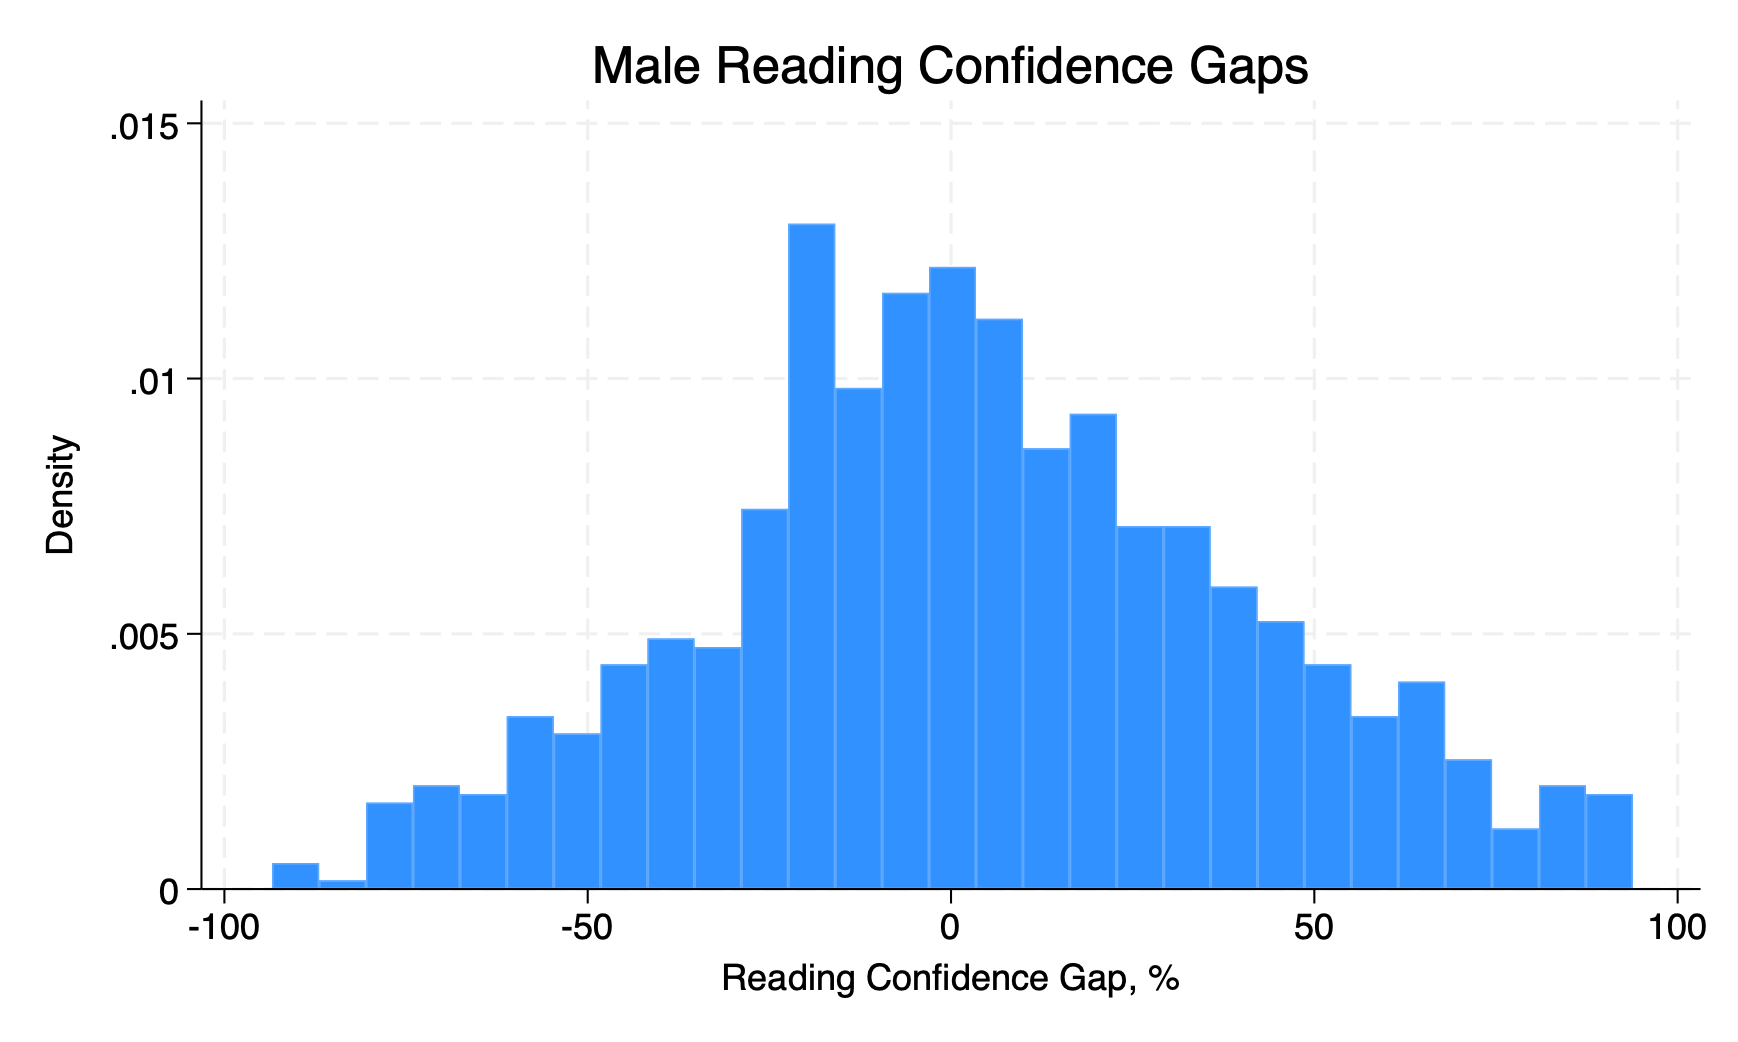 Male Reading Confidence Gaps
.015
.01
.005
0
Density
-100 -50 0 50 100
Reading Confidence Gap, %